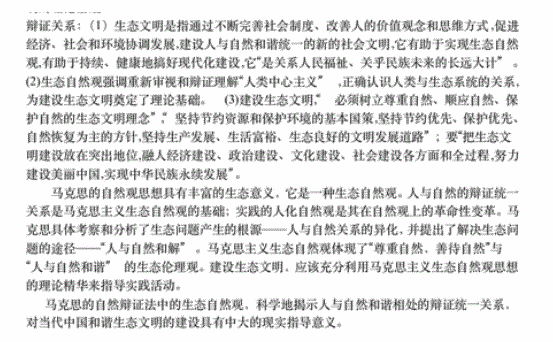 辩证关系：（1）生态文明是指通过不断完善社会制度、改善人的价值观念和思维方式,促进
经济、社会和环境协调发展,建设人与自然和谐统一的新的社会文明,它有助于实现生态自然
观,有助于持续、健康地搞好现代化建设,它“是关系人民福祉、关乎民族未来的长远大计” 。
(2)生态自然观强调重新审视和辩证理解“人类中心主义” ,正确认识人类与生态系统的关系,
为建设生态文明奠定了理论基础。 (3)建设生态文明,“ 必须树立尊重自然、顺应自然、保
护自然的生态文明理念”,“ 坚持节约资源和保护环境的基本国策,坚持节约优先、保护优先、
自然恢复为主的方针,坚持生产发展、生活富裕、生态良好的文明发展道路” ；要“把生态文
明建设放在突出地位,融人经济建设、政治建设、文化建设、社会建设各方面和全过程,努力
建设美丽中国,实现中华民族永续发展”。
马克思的自然观思想具有丰富的生态意义。它是一种生态自然观。人与自然的辩证统一
关系是马克思主义生态自然观的基础；实践的人化自然观是其在自然观上的革命性变革。马
克思具体考察和分析了生态问题产生的根源——人与自然关系的异化，并提出了解决生态问
题的途径——“人与自然和解” 。马克思主义生态自然观体现了“尊重自然、善待自然”与
“人与自然和谐” 的生态伦理观。建设生态文明，应该充分利用马克思主义生态自然观思想
的理论精华来指导实践活动。
马克思的自然辩证法中的生态自然观，科学地揭示人与自然和谐相处的辩证统一关系。
对当代中国和谐生态文明的建设具有中大的现实指导意义。